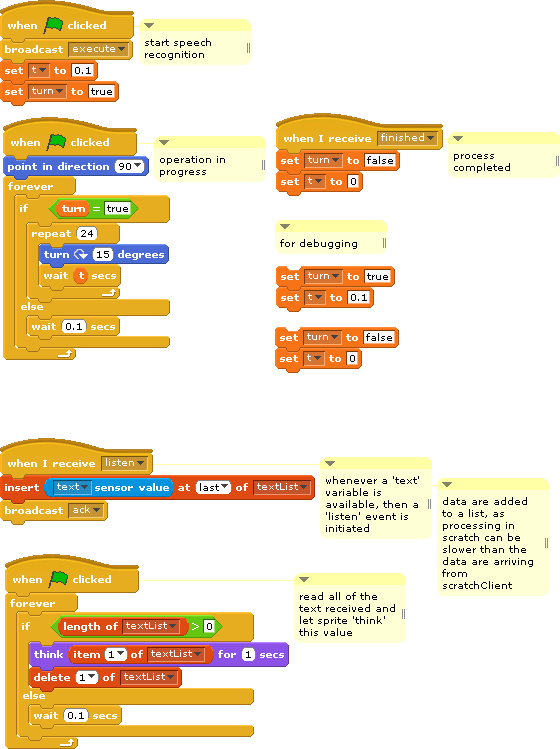 when clicked
broadcast execute
set t to 0.1
set turn to true
start speech
recognition
when clicked
point in direction 90
forever
if turn = true
repeat 24
turn 15 degrees
wait t secs
else
wait 0.1 secs
operation in
progress
when I receive finished
set turn to false
set t to 0
process
completed
for debugging
set turn to true
set t to 0.1
set turn to false
set t to 0
when I receive listen
insert text sensor value at last of textList
broadcast ack
whenever a 'text'
variable is
available, then a
'listen' event is
initiated
data are added
to a list, as
processing in
scratch can be
slower than the
data are arriving
from
scratchClient
when clicked
forever
if length of textList > 0
think item 1 of textList for 1 secs
delete 1 of textList
else
wait 0.1 secs
read all of the
text received and
let sprite 'think'
this value